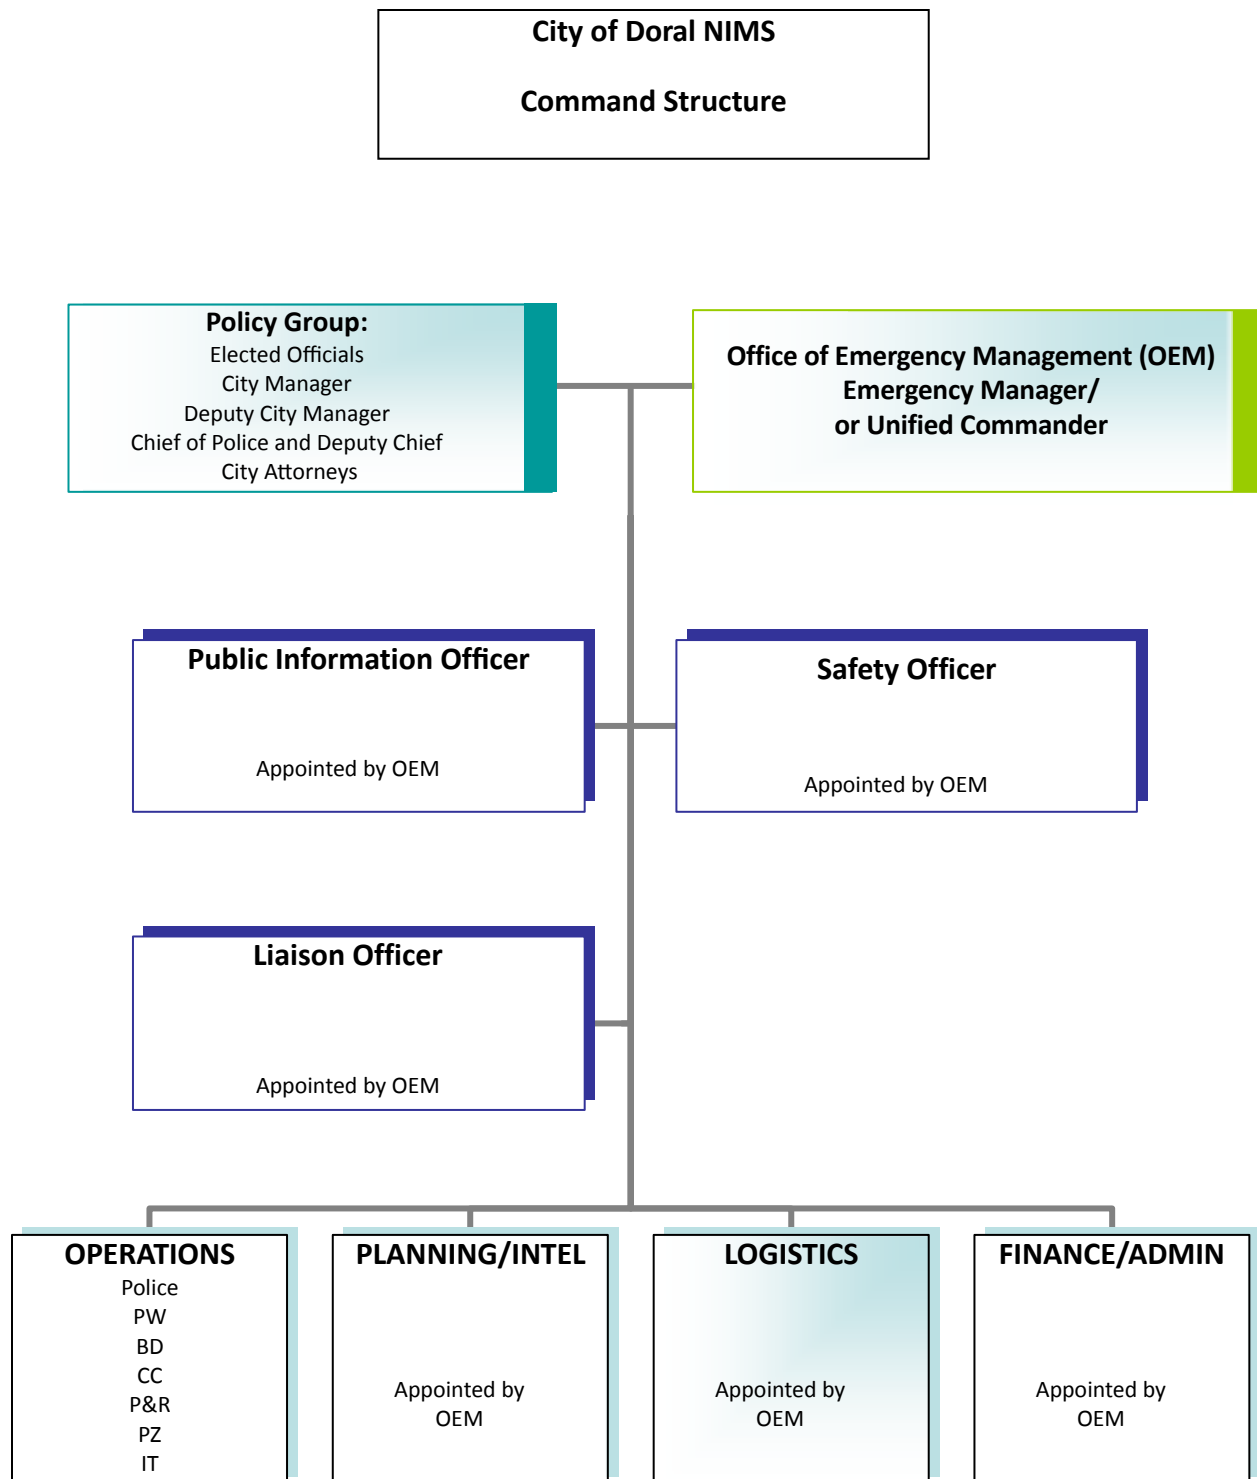 City of Doral NIMS
Command Structure
Policy Group:
Elected Officials
City Manager
Deputy City Manager
Chief of Police and Deputy Chief
City Attorneys
Office of Emergency Management (OEM)
Emergency Manager/
or Unified Commander
Public Information Officer
Appointed by OEM
Safety Officer
Appointed by OEM
Liaison Officer
Appointed by OEM
OPERATIONS
Police
PW
BD
CC
P&R
PZ
IT
PLANNING/INTEL
Appointed by
OEM
LOGISTICS
Appointed by
OEM
FINANCE/ADMIN
Appointed by
OEM